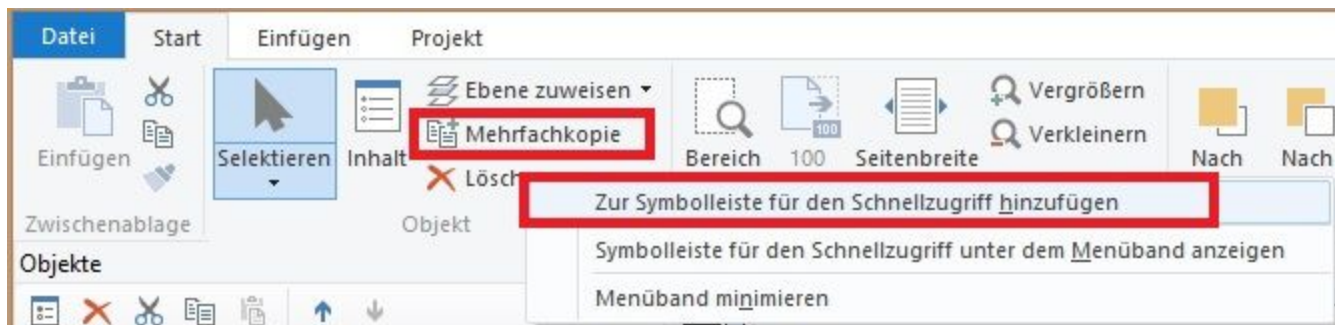 Datei Start Einfügen Projekt
Ebene zuweisen
Mehrfachkopie
Vergrößern
Verkleinern
Einfügen Selektieren Inhalt Bereich 100 Seitenbreite Nach Nach
100
Zur Symbolleiste für den Schnellzugriff hinzufügen
Zwischenablage Objekt
Symbolleiste für den Schnellzugriff unter dem Menüband anzeigen
Objekte
Menüband minimieren